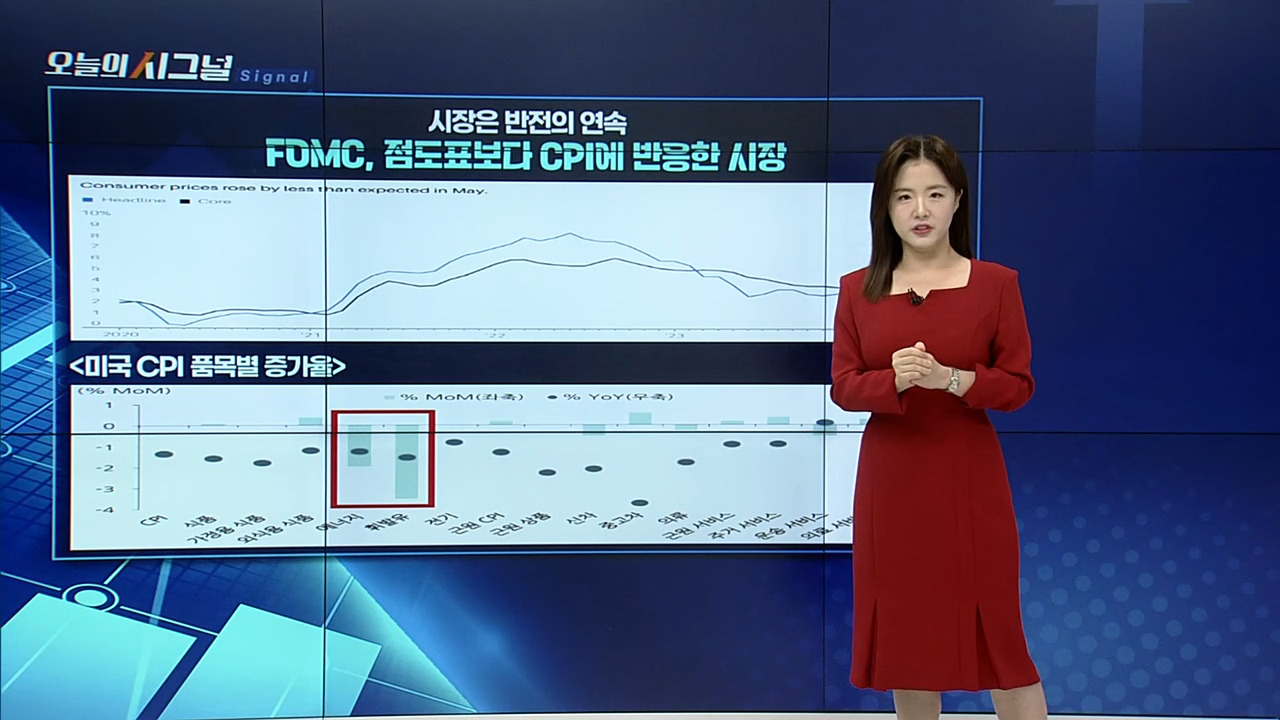 오늘의 시그널 Signal
시장은 반전의 연속
FOMC, 점도표보다 CPI에 반응한 시장
Consumer prices rose by less than expected in May.
Headline Core
10%
9
8
7
6
5
4
3
2
1
0
2020 '21 '22 '23
<미국 CPI 품목별 증가율>
(% MoM)
% MoM(좌축) % YoY(우축)
1
0
-1
-2
-3
-4
CPI 식품 가정용 식품 외식용 식품 에너지 휘발유 전기 근원 CPI 근원 상품 신차 중고차 의류 근원 서비스 주거 서비스 운송 서비스 의료 서비